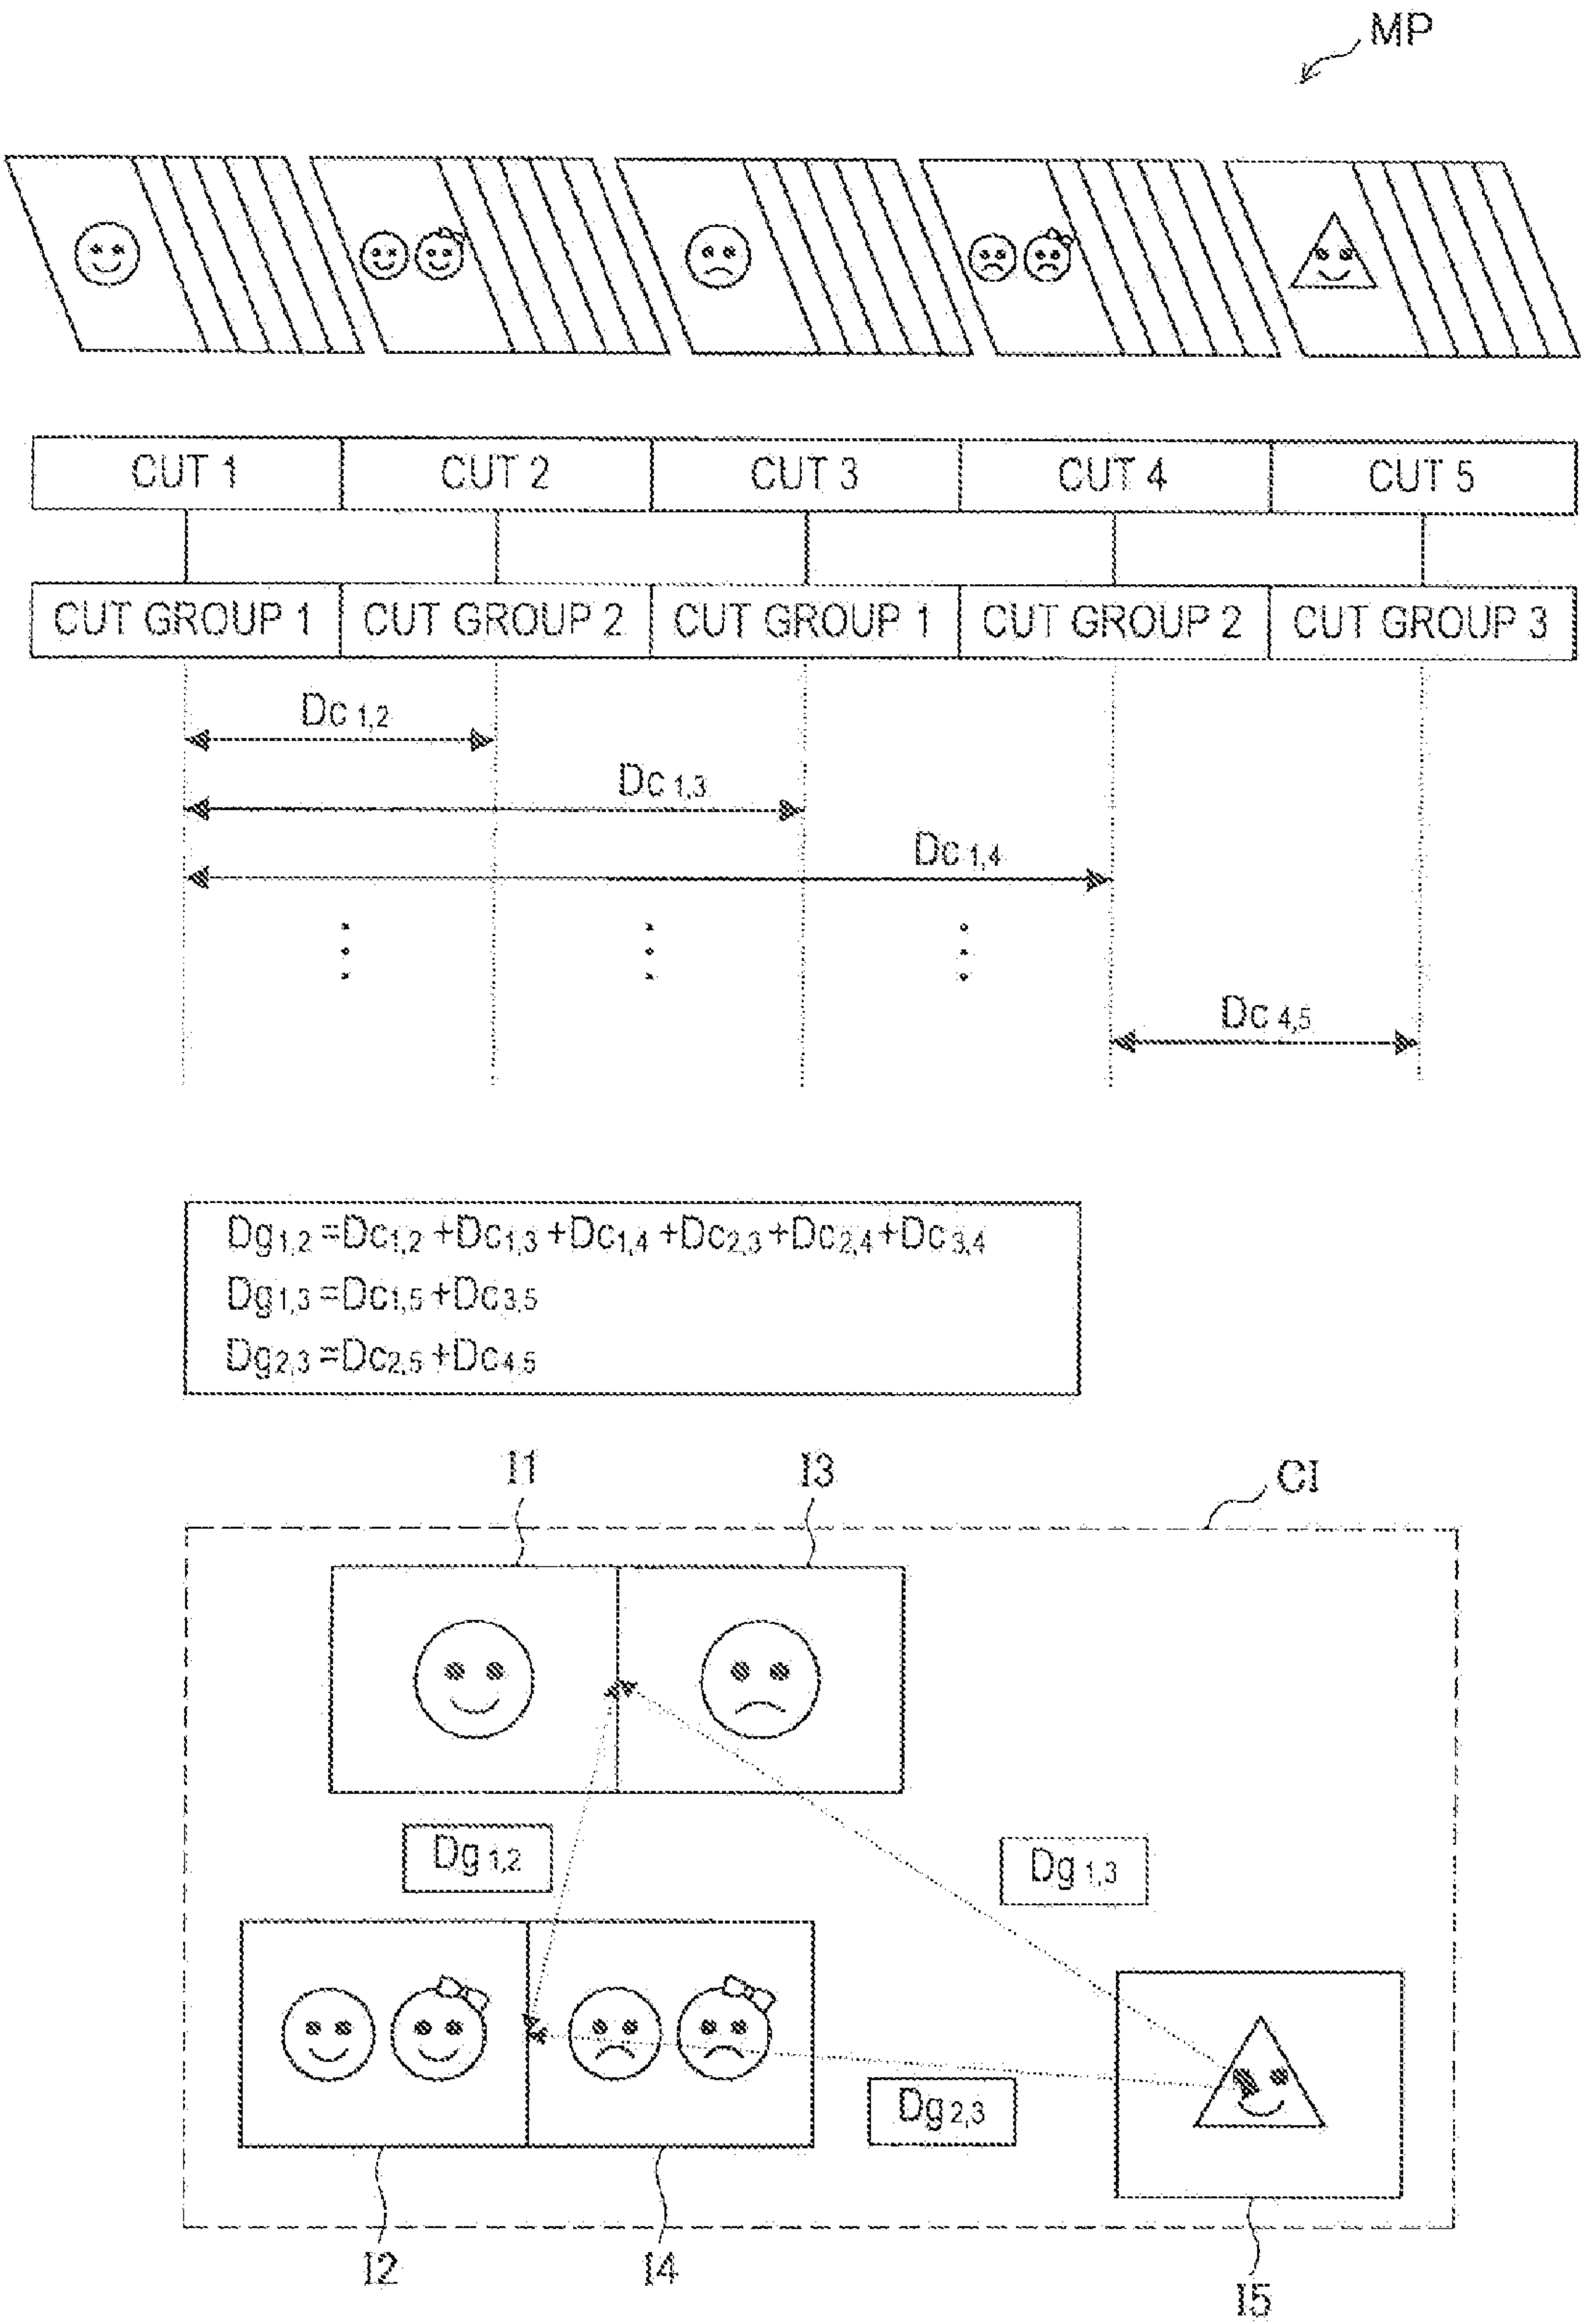 MP
CUT 1 CUT 2 CUT 3 CUT 4 CUT 5
CUT GROUP 1 CUT GROUP 2 CUT GROUP 1 CUT GROUP 2 CUT GROUP 3
Dc 1,2
Dc 1,3
Dc 1,4
Dc 4,5
Dg1,2 =Dc1,2 +Dc1,3 +Dc1,4 +Dc2,3 +Dc2,4 +Dc3,4
Dg1,3 =Dc1,5 +Dc3,5
Dg2,3 =Dc2,5 +Dc4,5
I1 I3 CI
Dg 1,2
Dg 1,3
Dg 2,3
I2 I4 I5